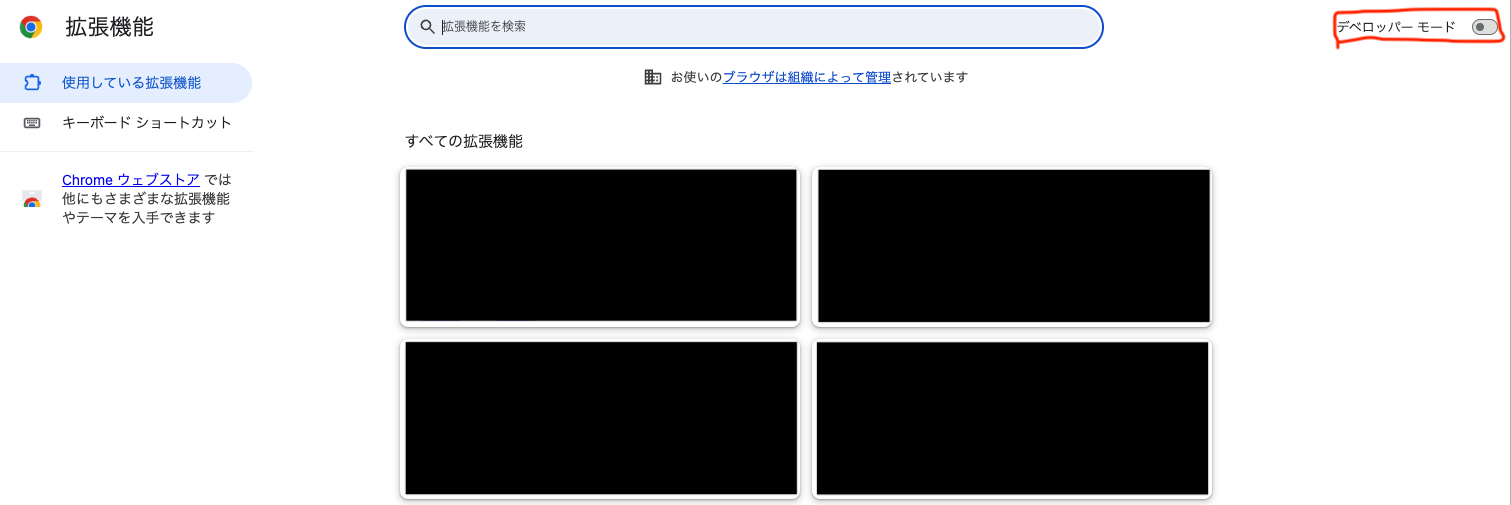 拡張機能
拡張機能を検索
デベロッパー モード
使用している拡張機能
キーボード ショートカット
Chrome ウェブストア では
他にもさまざまな拡張機能
やテーマを入手できます
お使いのブラウザは組織によって管理されています
すべての拡張機能